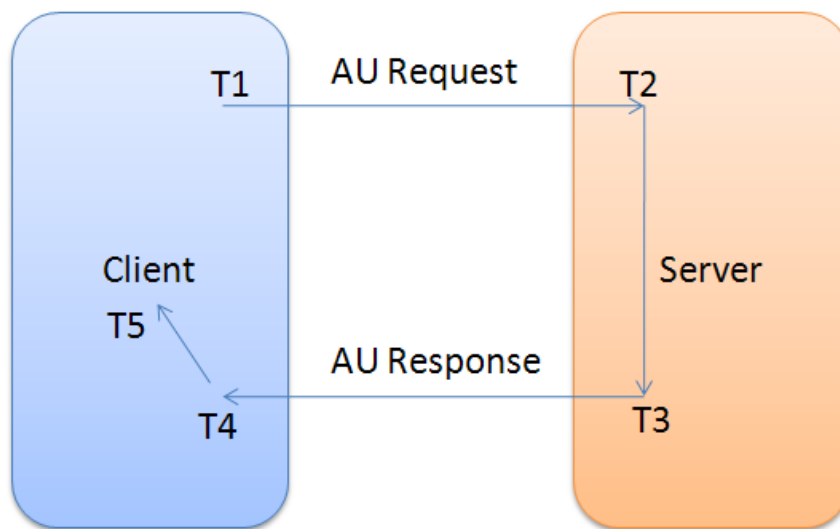 T1
AU Request
T2
Client
Server
T5
AU Response
T4
T3